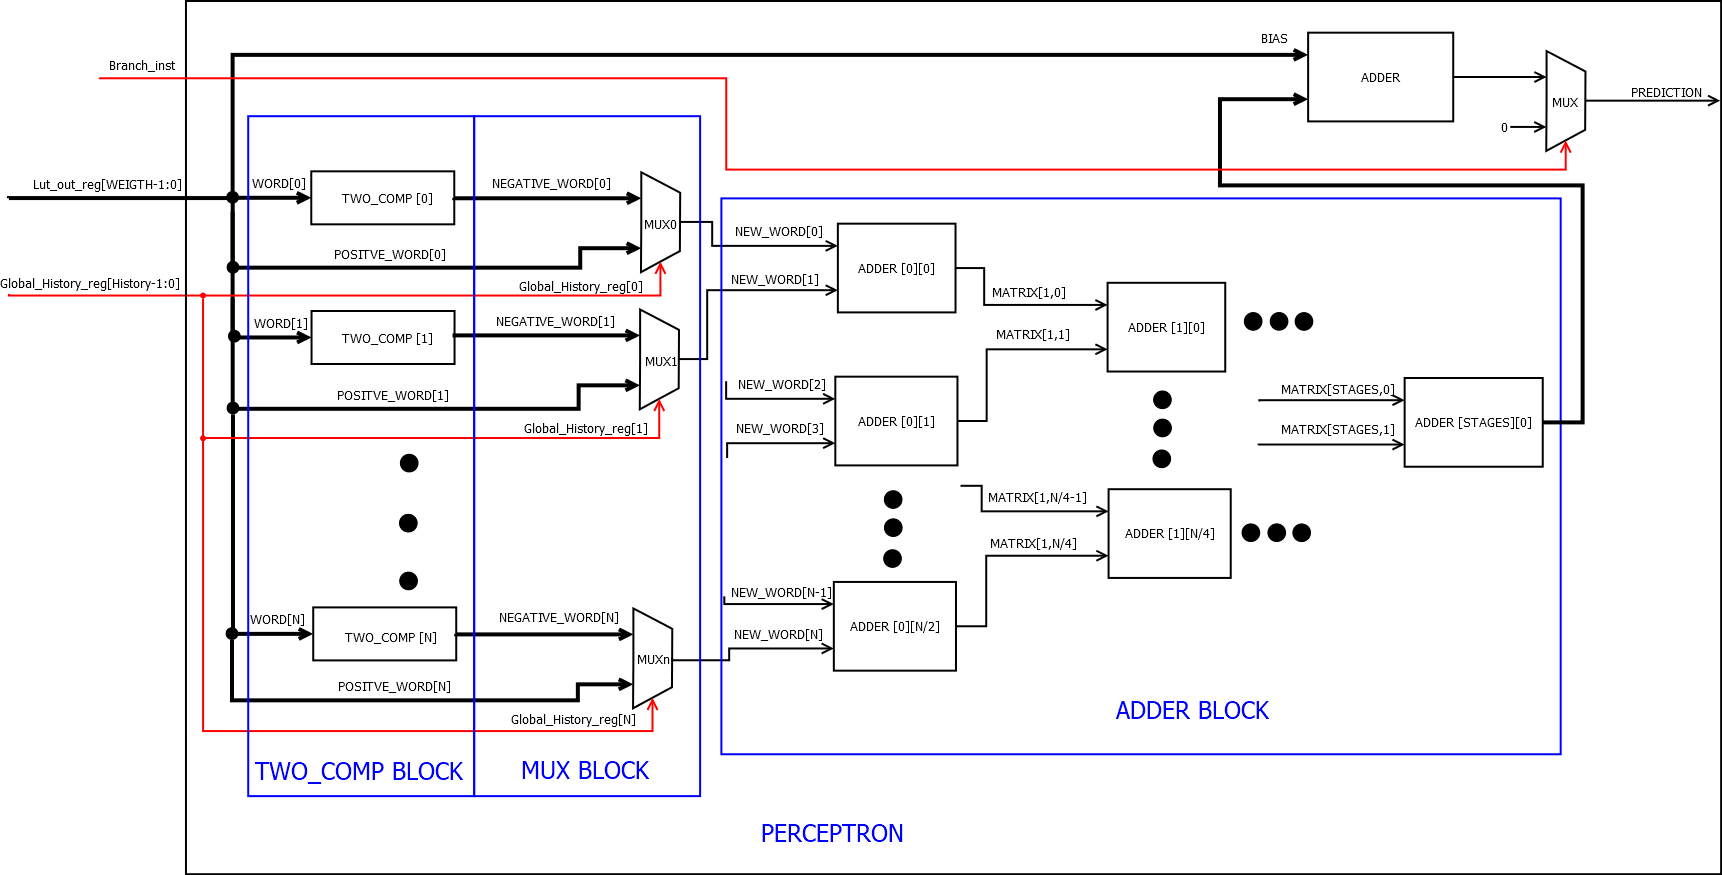 BIAS
Branch_inst
ADDER
PREDICTION
MUX
0
Lut_out_reg[WEIGTH-1:0]
WORD[0]
TWO_COMP [0]
NEGATIVE_WORD[0]
MUX0
POSITVE_WORD[0]
Global_History_reg[History-1:0]
Global_History_reg[0]
NEW_WORD[0]
ADDER [0][0]
NEW_WORD[1]
MATRIX[1,0]
ADDER [1][0]
MATRIX[1,1]
WORD[1]
TWO_COMP [1]
NEGATIVE_WORD[1]
MUX1
POSITVE_WORD[1]
Global_History_reg[1]
NEW_WORD[2]
ADDER [0][1]
NEW_WORD[3]
MATRIX[STAGES,0]
ADDER [STAGES][0]
MATRIX[STAGES,1]
MATRIX[1,N/4-1]
ADDER [1][N/4]
MATRIX[1,N/4]
NEW_WORD[N-1]
ADDER [0][N/2]
NEW_WORD[N]
WORD[N]
TWO_COMP [N]
NEGATIVE_WORD[N]
MUXn
POSITVE_WORD[N]
Global_History_reg[N]
ADDER BLOCK
TWO_COMP BLOCK
MUX BLOCK
PERCEPTRON